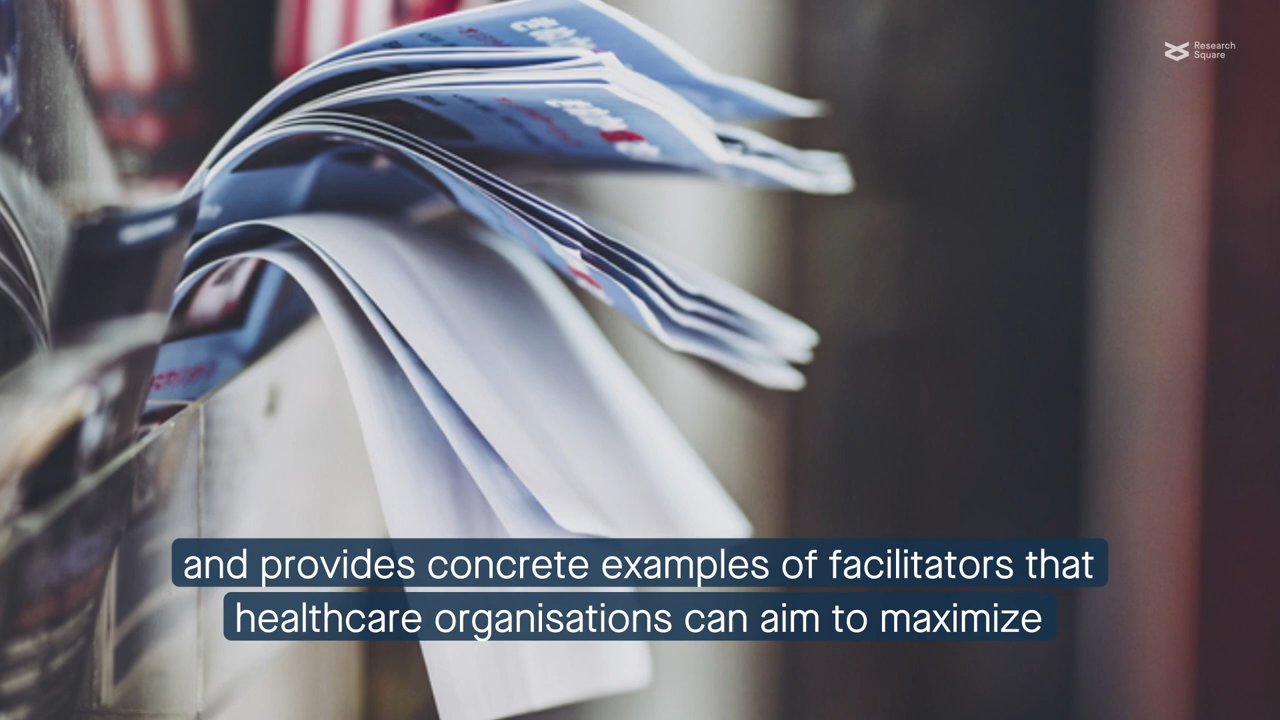 Research
Square
and provides concrete examples of facilitators that
healthcare organisations can aim to maximize